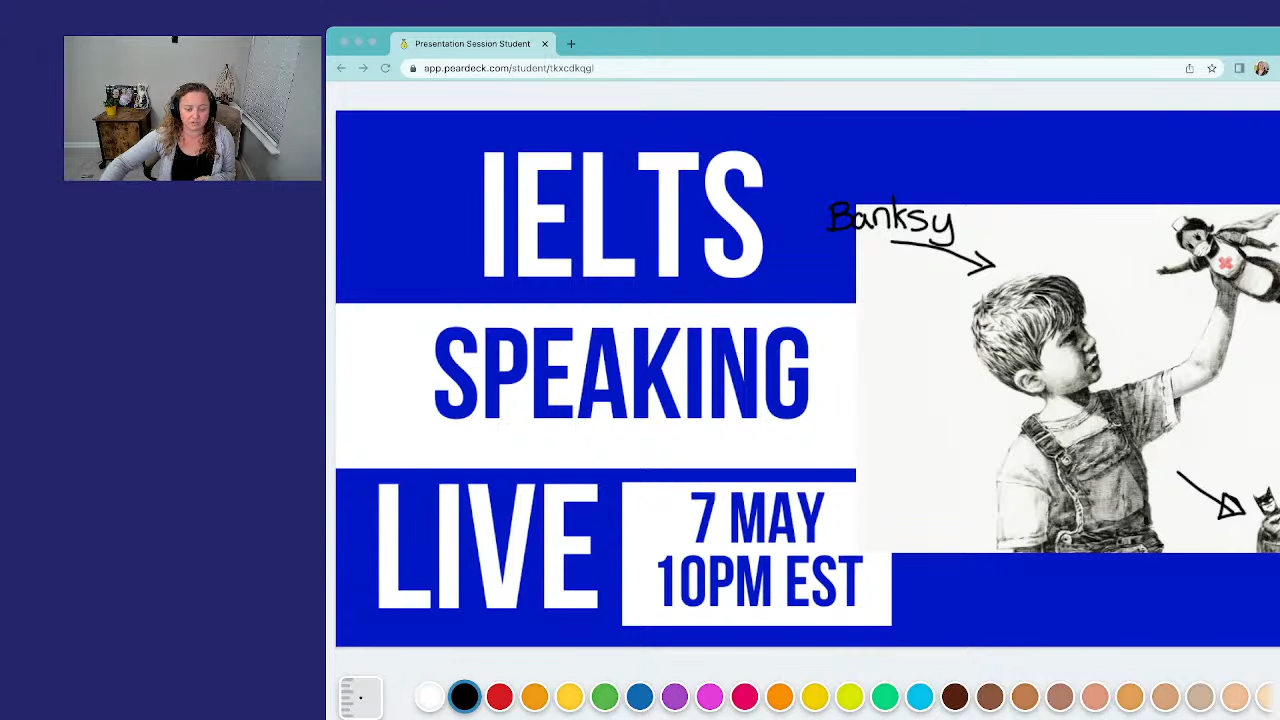 Presentation Session Student
app.peardeck.com/student/tkxcdkqgl
IELTS
SPEAKING
LIVE
7 MAY
10PM EST
Banksy